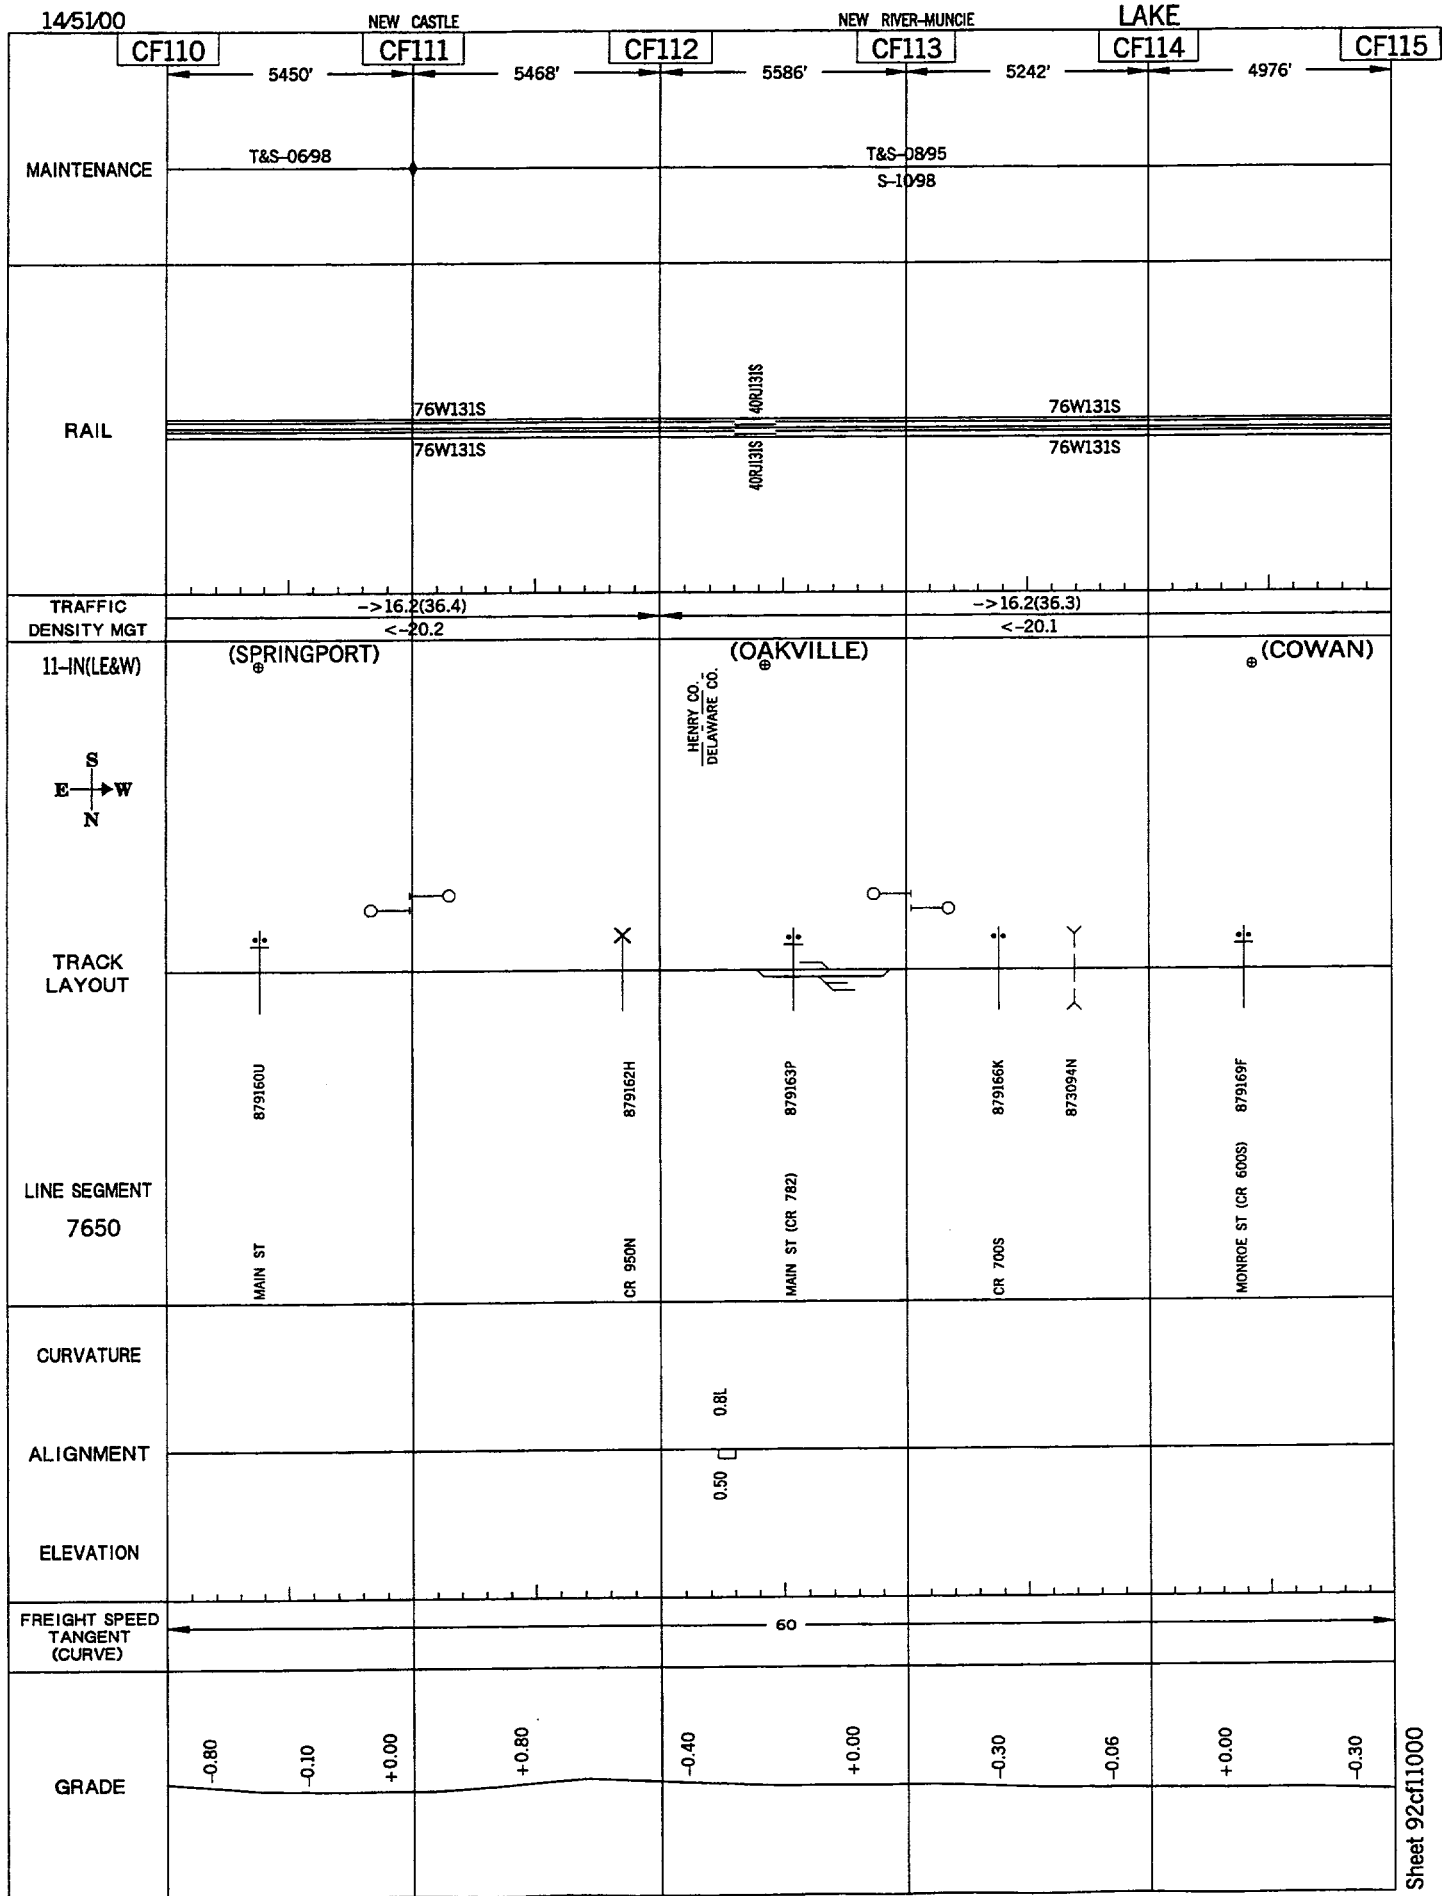 14/51/00 NEW CASTLE NEW RIVER-MUNCIE LAKE
CF110 CF111 CF112 CF113 CF114 CF115
5450' 5468' 5586' 5242' 4976'
MAINTENANCE
T&S-06/98 T&S-08/95
S-10/98
RAIL
76W131S 40RJ131S 76W131S
76W131S 40RJ131S 76W131S
TRAFFIC ->16.2(36.4) ->16.2(36.3)
DENSITY MGT <-20.2 <-20.1
11-IN(LE&W) (SPRINGPORT) (OAKVILLE) (COWAN)
HENRY CO.
DELAWARE CO.
S
E W
N
TRACK
LAYOUT
879160U 879162H 879163P 879166K 873094N 879169F
LINE SEGMENT
7650
MAIN ST CR 950N MAIN ST (CR 782) CR 700S MONROE ST (CR 600S)
CURVATURE
0.8L
ALIGNMENT
0.50
ELEVATION
FREIGHT SPEED
TANGENT
(CURVE)
60
GRADE
-0.80 -0.10 +0.00 +0.80 -0.40 +0.00 -0.30 -0.06 +0.00 -0.30
Sheet 92cf11000